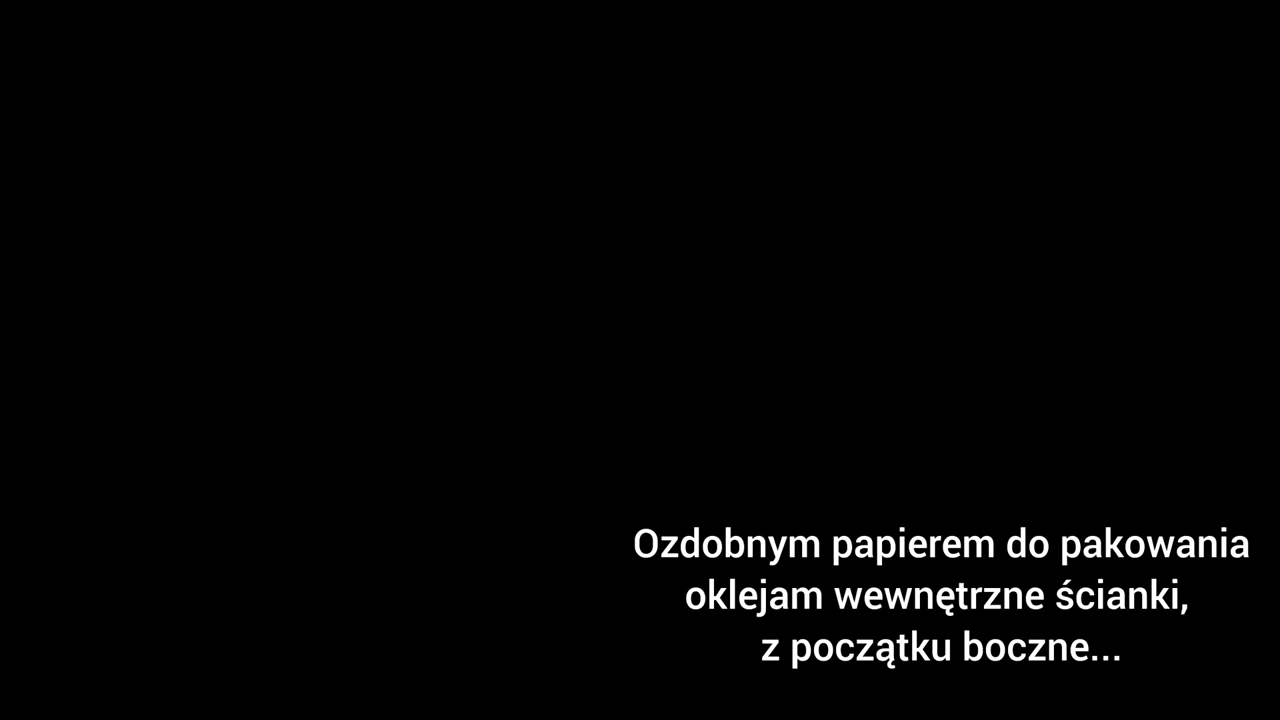 Ozdobnym papierem do pakowania
oklejam wewnętrzne ścianki,
z początku boczne...